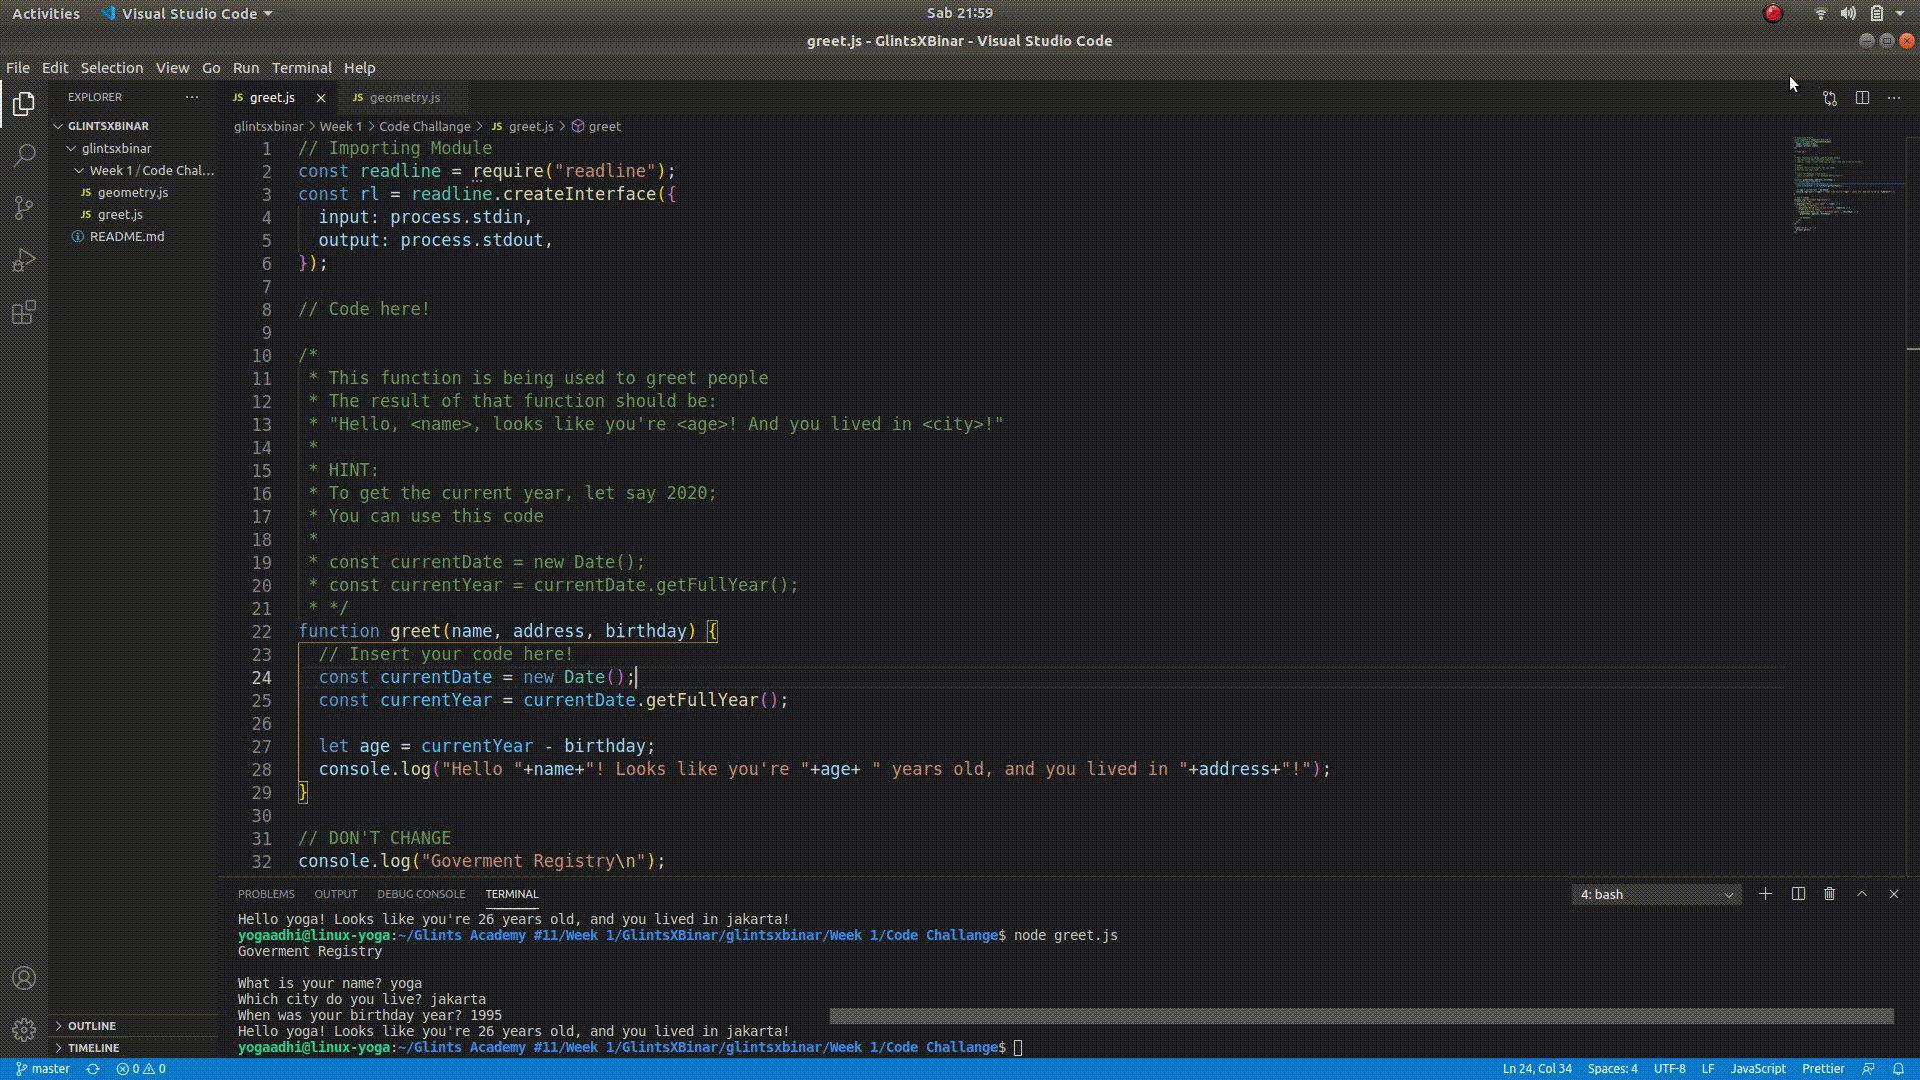 Activities Visual Studio Code Sab 21:59
greet.js - GlintsXBinar - Visual Studio Code
File Edit Selection View Go Run Terminal Help
EXPLORER ...
GLINTSXBINAR
glintsxbinar
Week 1 / Code Chal...
JS geometry.js
JS greet.js
README.md
OUTLINE
TIMELINE
JS greet.js JS geometry.js
glintsxbinar > Week 1 > Code Challange > JS greet.js > greet
1 // Importing Module
2 const readline = require("readline");
3 const rl = readline.createInterface({
4 input: process.stdin,
5 output: process.stdout,
6 });
7
8 // Code here!
9
10 /*
11 * This function is being used to greet people
12 * The result of that function should be:
13 * "Hello, <name>, looks like you're <age>! And you lived in <city>!"
14 *
15 * HINT:
16 * To get the current year, let say 2020;
17 * You can use this code
18 *
19 * const currentDate = new Date();
20 * const currentYear = currentDate.getFullYear();
21 * */
22 function greet(name, address, birthday) {
23 // Insert your code here!
24 const currentDate = new Date();
25 const currentYear = currentDate.getFullYear();
26
27 let age = currentYear - birthday;
28 console.log("Hello "+name+"! Looks like you're "+age+ " years old, and you lived in "+address+"!");
29 }
30
31 // DON'T CHANGE
32 console.log("Goverment Registry\n");
PROBLEMS OUTPUT DEBUG CONSOLE TERMINAL 4: bash
Hello yoga! Looks like you're 26 years old, and you lived in jakarta!
yogaadhi@linux-yoga:~/Glints Academy #11/Week 1/GlintsXBinar/glintsxbinar/Week 1/Code Challange$ node greet.js
Goverment Registry
What is your name? yoga
Which city do you live? jakarta
When was your birthday year? 1995
Hello yoga! Looks like you're 26 years old, and you lived in jakarta!
yogaadhi@linux-yoga:~/Glints Academy #11/Week 1/GlintsXBinar/glintsxbinar/Week 1/Code Challange$
master 0 0 Ln 24, Col 34 Spaces: 4 UTF-8 LF JavaScript Prettier